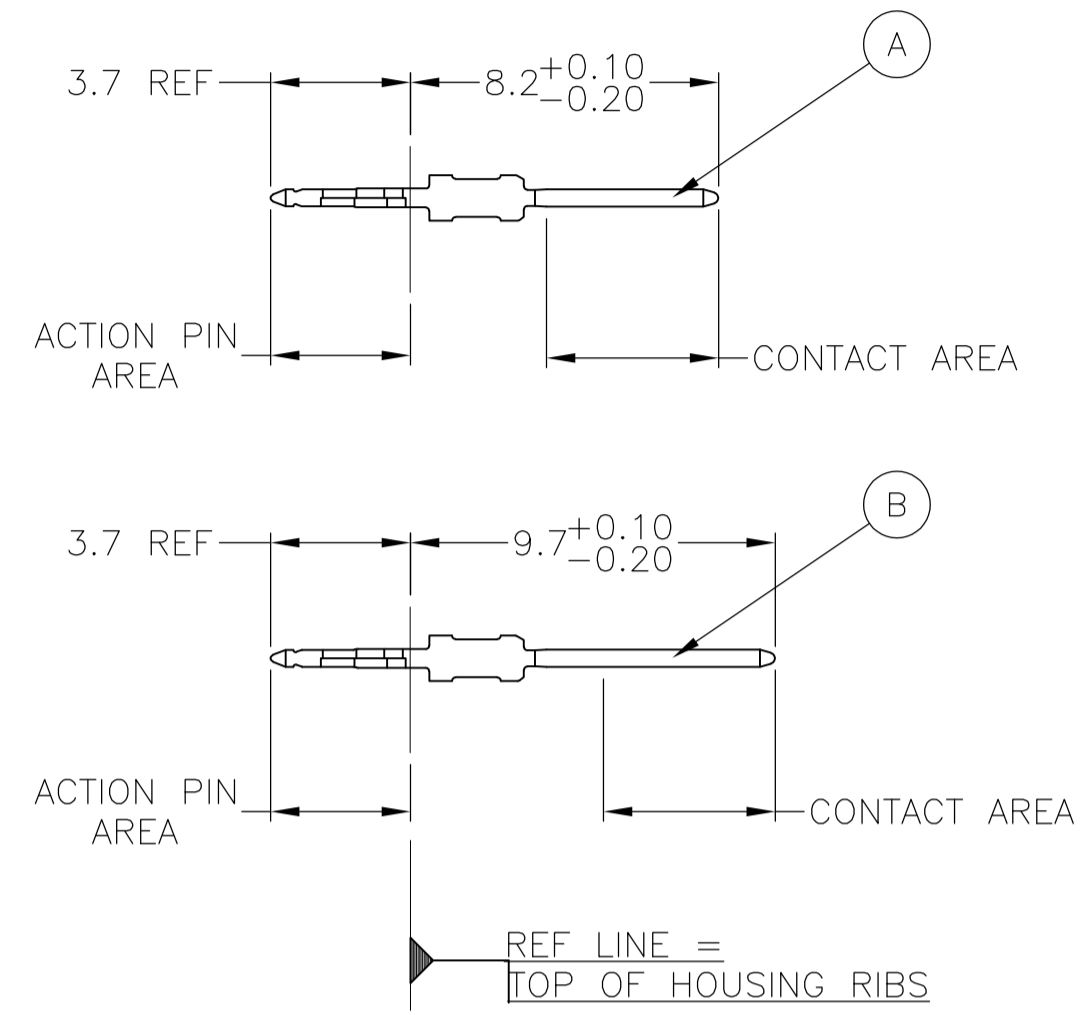 A
3.7 REF
8.2 +0.10 -0.20
ACTION PIN
AREA
CONTACT AREA
B
3.7 REF
9.7 +0.10 -0.20
ACTION PIN
AREA
CONTACT AREA
REF LINE =
TOP OF HOUSING RIBS